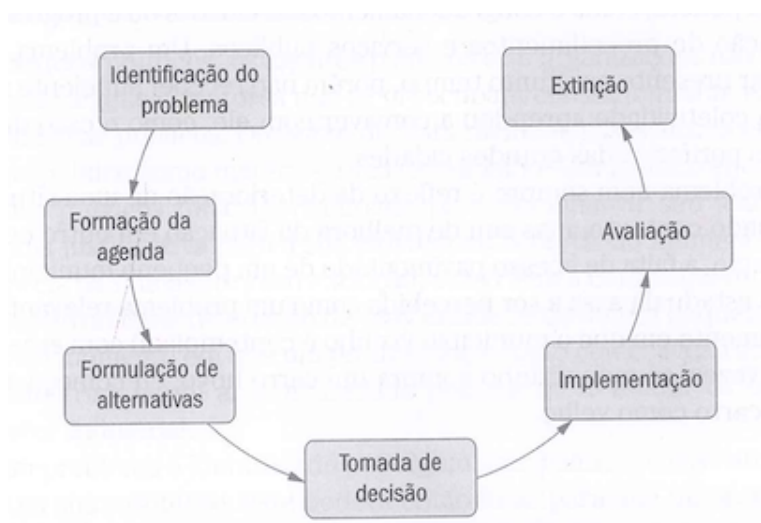 Identificação do
problema
Formação da
agenda
Formulação de
alternativas
Tomada de
decisão
Implementação
Avaliação
Extinção